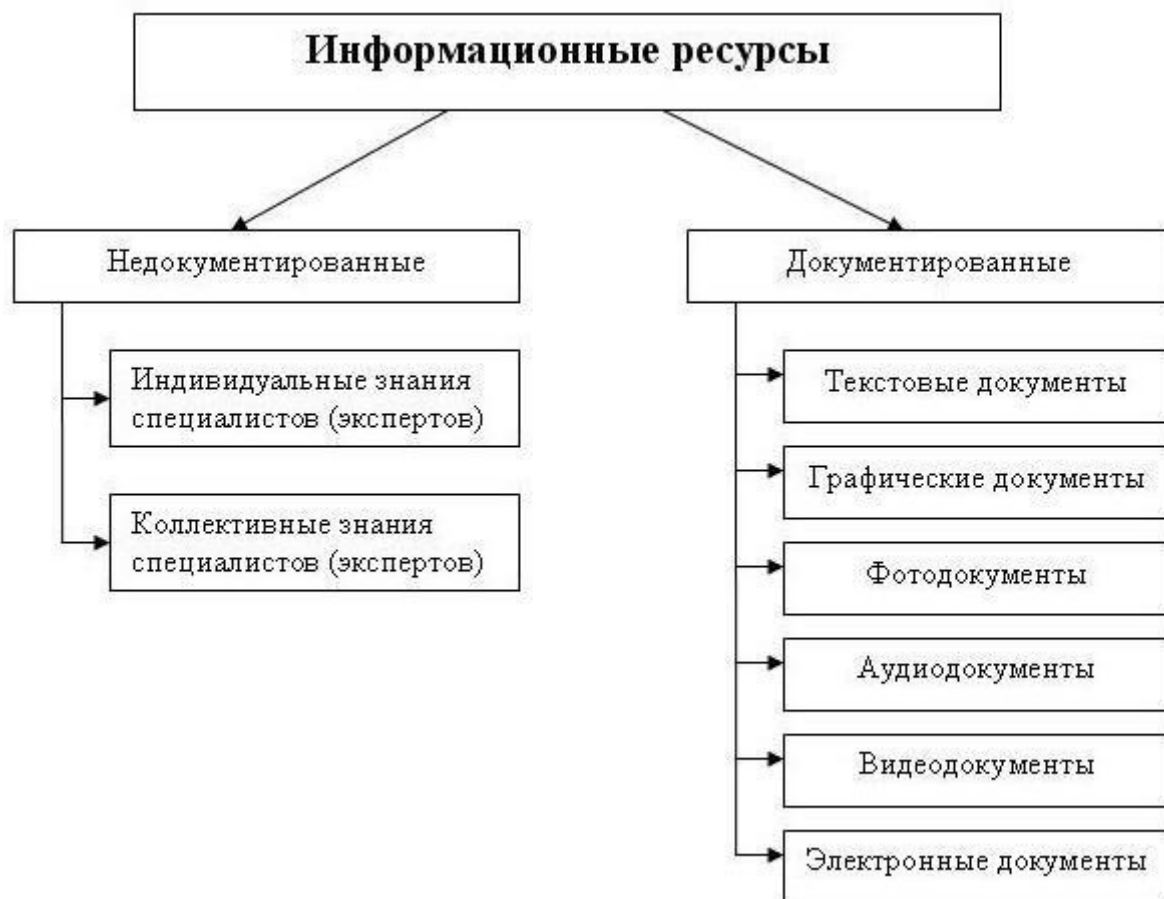 Информационные ресурсы
Недокументированные
Индивидуальные знания
специалистов (экспертов)
Коллективные знания
специалистов (экспертов)
Документированные
Текстовые документы
Графические документы
Фотодокументы
Аудиодокументы
Видеодокументы
Электронные документы